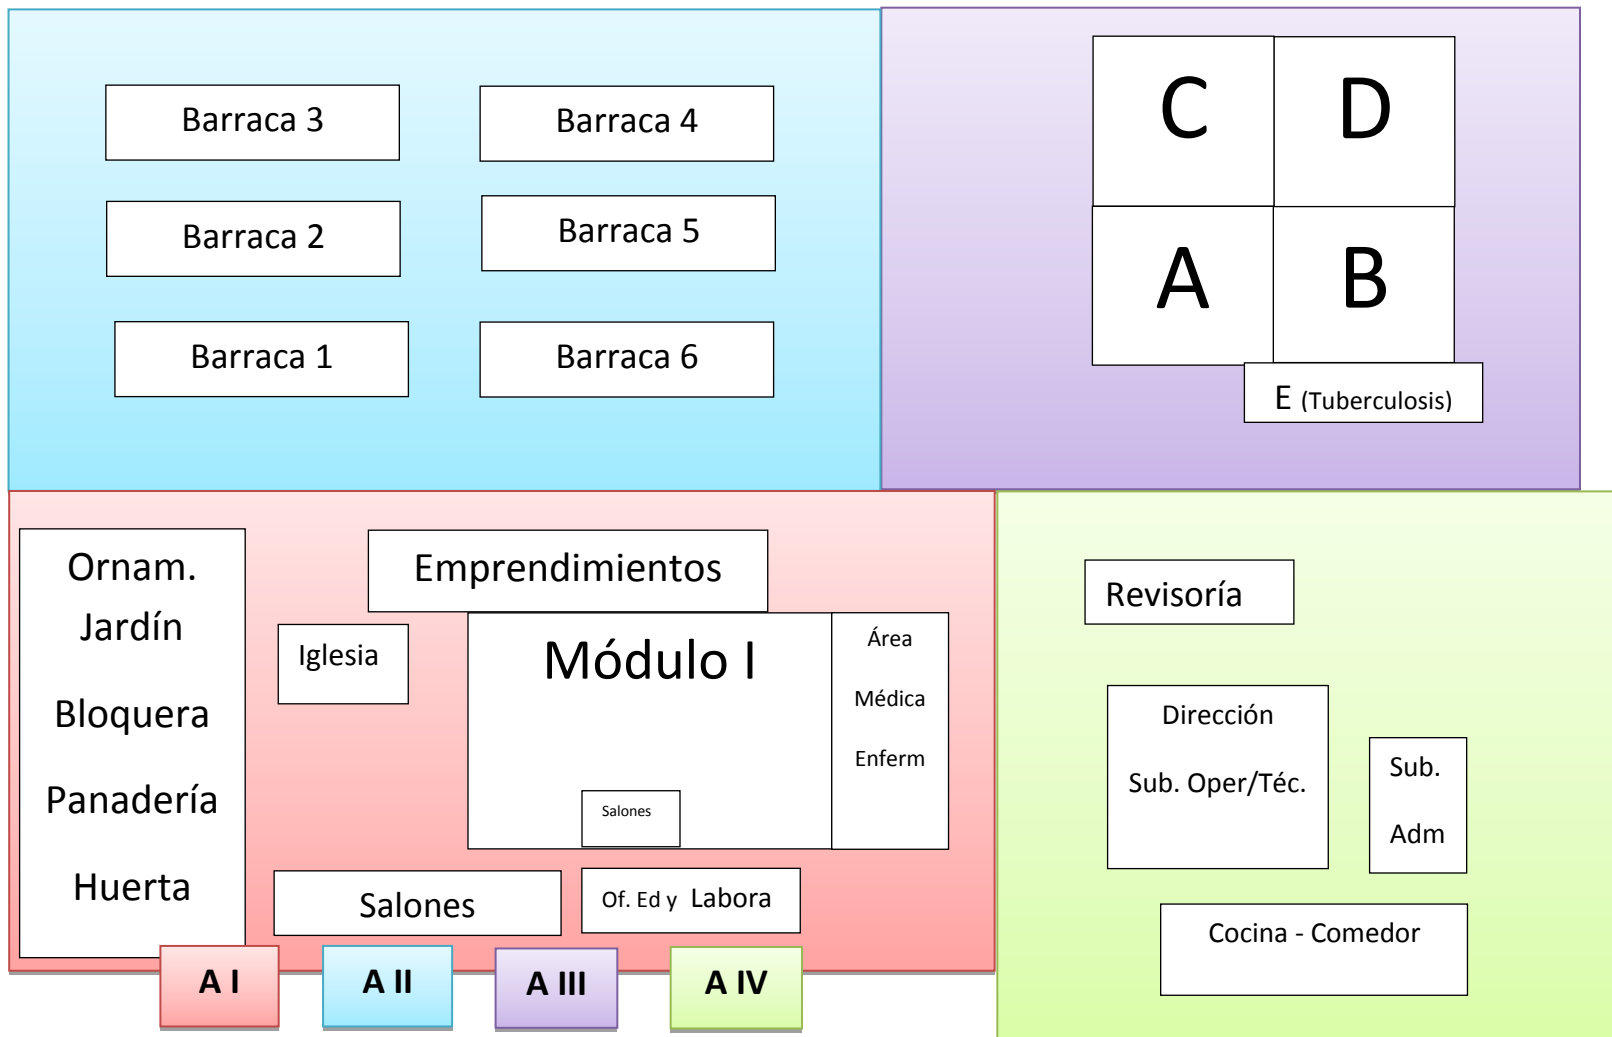 Barraca 3
Barraca 4
Barraca 2
Barraca 5
Barraca 1
Barraca 6
C
D
A
B
E (Tuberculosis)
Ornam.
Jardín
Bloquera
Panadería
Huerta
Emprendimientos
Iglesia
Módulo I
Salones
Área
Médica
Enferm
Salones
Of. Ed y Labora
Revisoría
Dirección
Sub. Oper/Téc.
Sub.
Adm
Cocina - Comedor
A I
A II
A III
A IV